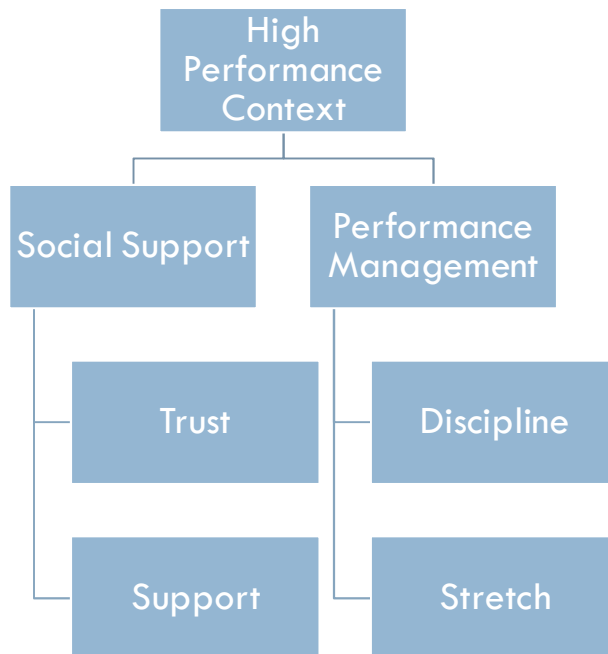 High
Performance
Context
Social Support
Performance
Management
Trust
Discipline
Support
Stretch